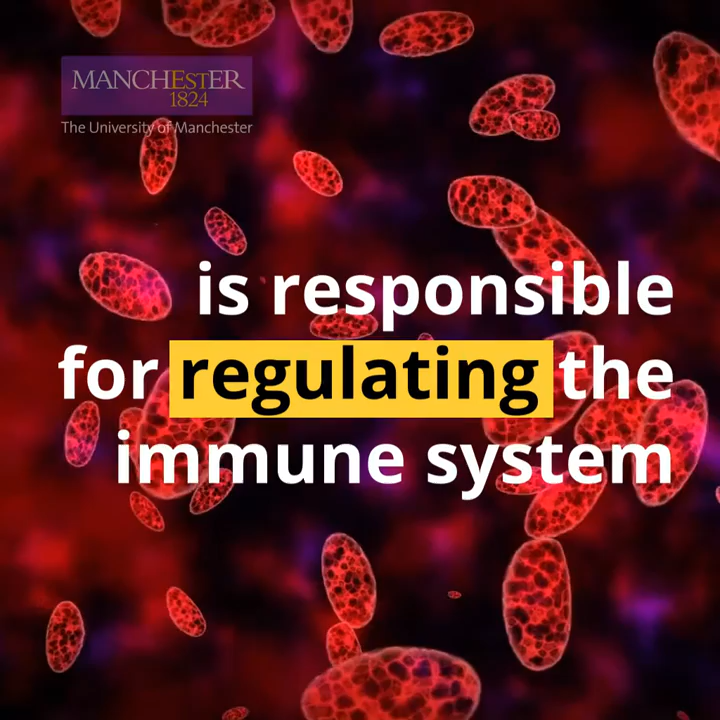 MANCHEstER
1824
The University of Manchester
is responsible
for regulating the
immune system